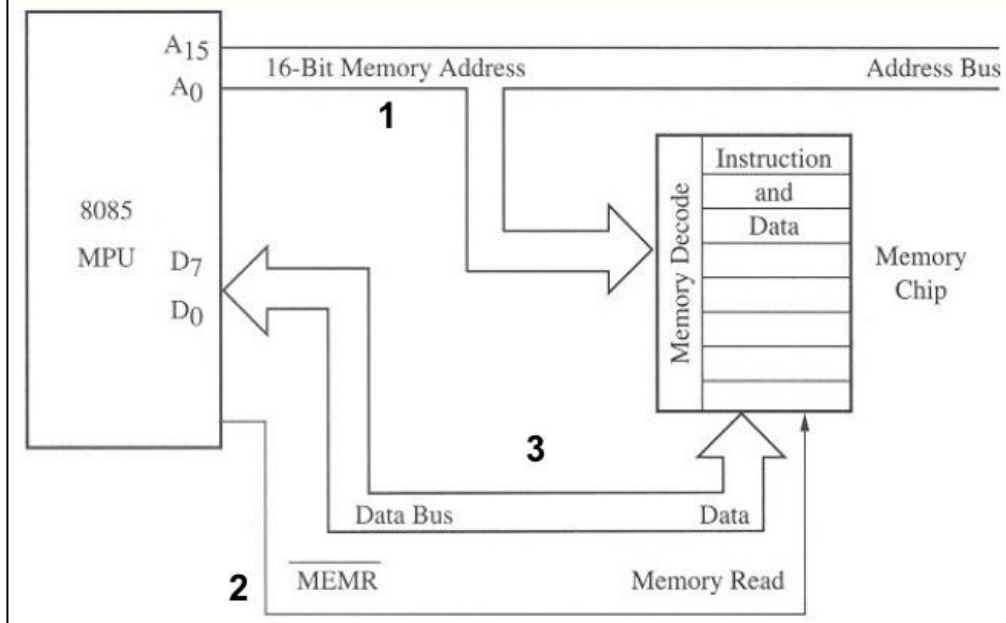 A15
16-Bit Memory Address
Address Bus
A0
1
Instruction
and
Data
Memory Decode
8085
MPU
D7
D0
Memory
Chip
3
Data Bus
Data
2
MEMR
Memory Read